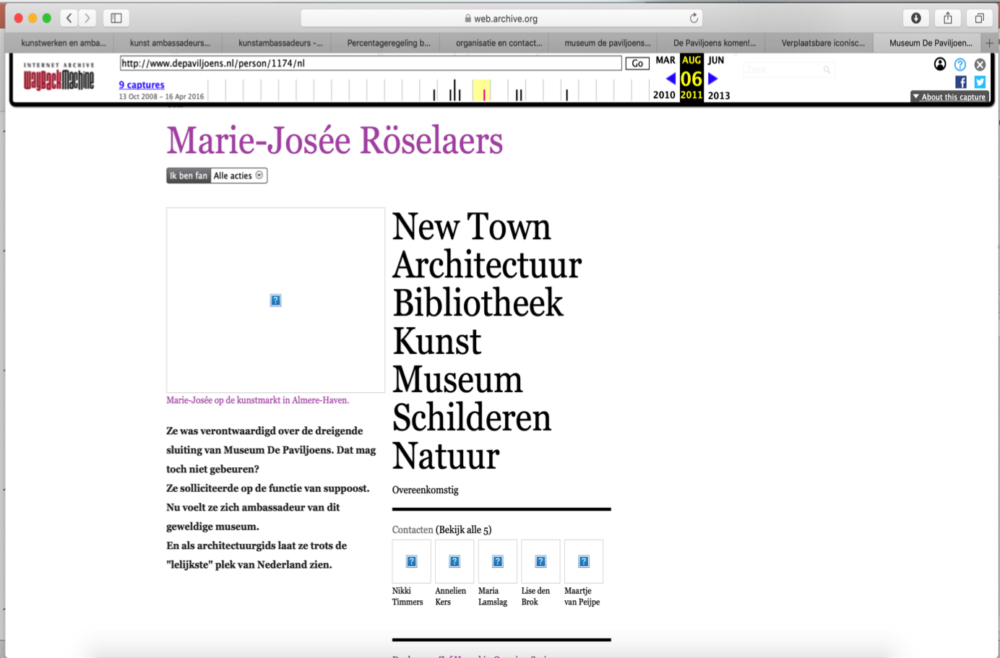 web.archive.org
kunstwerken en amba...
kunst ambassadeurs...
kunstambassadeurs -...
Percentageregeling b...
organisatie en contact...
museum de paviljoens...
De Paviljoens komen!...
Verplaatsbare iconisc...
Museum De Paviljoen...
INTERNET ARCHIVE
WayBackMachine
http://www.depaviljoens.nl/person/1174/nl
Go
9 captures
13 Oct 2008 – 16 Apr 2016
MAR AUG JUN
06
2010 2011 2013
Zoek
About this capture
Marie-Josée Röselaers
Ik ben fan Alle acties
Marie-Josée op de kunstmarkt in Almere-Haven.
Ze was verontwaardigd over de dreigende
sluiting van Museum De Paviljoens. Dat mag
toch niet gebeuren?
Ze solliciteerde op de functie van suppoost.
Nu voelt ze zich ambassadeur van dit
geweldige museum.
En als architectuurgids laat ze trots de
"lelijkste" plek van Nederland zien.
New Town
Architectuur
Bibliotheek
Kunst
Museum
Schilderen
Natuur
Overeenkomstig
Contacten (Bekijk alle 5)
Nikki
Timmers
Annelien
Kers
Maria
Lamslag
Lise den
Brok
Maartje
van Peijpe